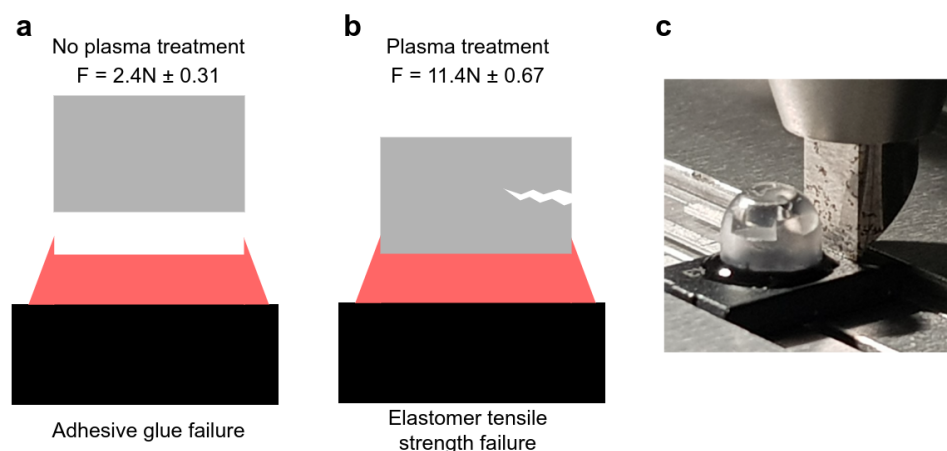 a
No plasma treatment
F = 2.4N ± 0.31
Adhesive glue failure
b
Plasma treatment
F = 11.4N ± 0.67
Elastomer tensile
strength failure
c